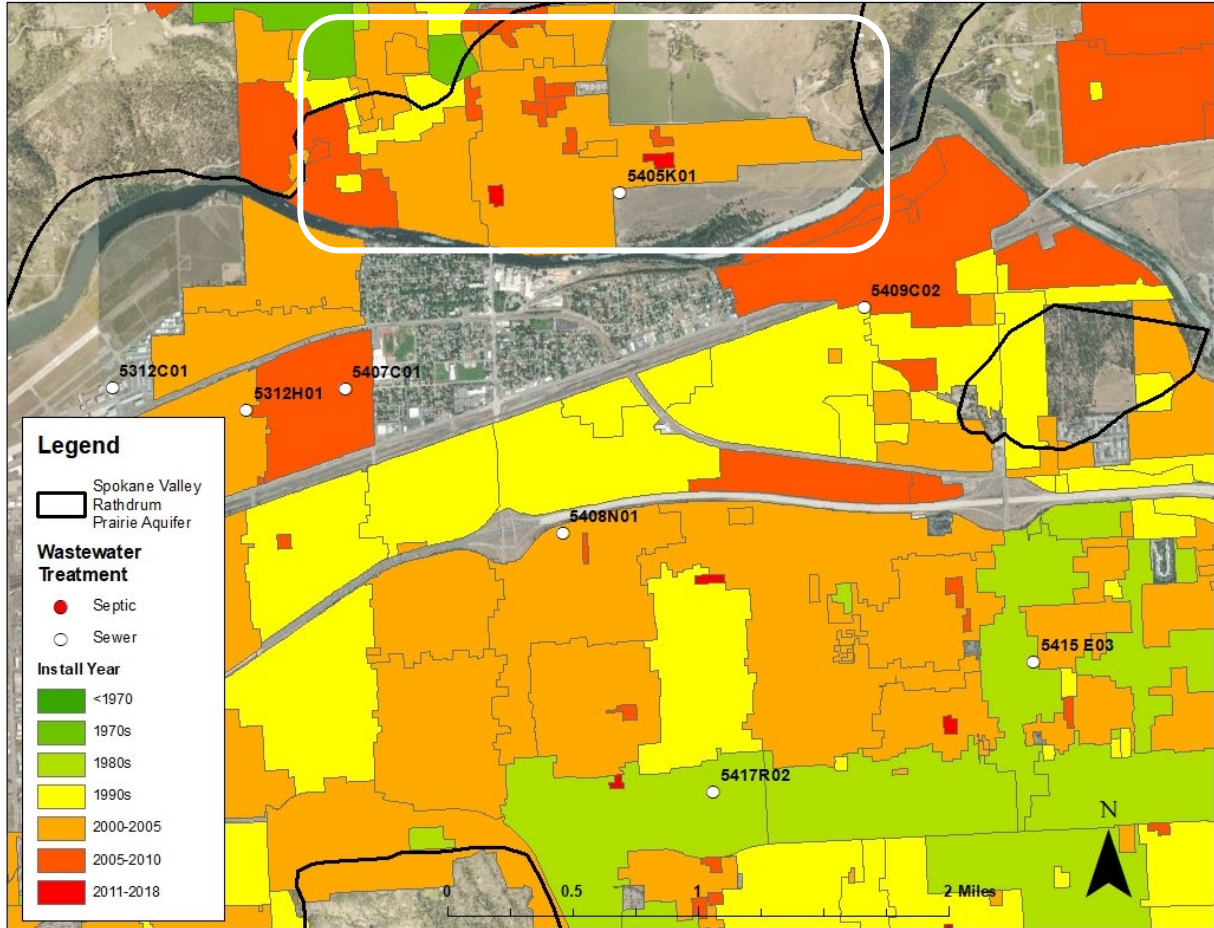 5405K01
5409C02
5312C01
5407C01
5312H01
Legend
Spokane Valley
Rathdrum
Prairie Aquifer
Wastewater
Treatment
Septic
Sewer
Install Year
<1970
1970s
1980s
1990s
2000-2005
2005-2010
2011-2018
5408N01
5415 E03
5417R02
N
0 0.5 1 2 Miles